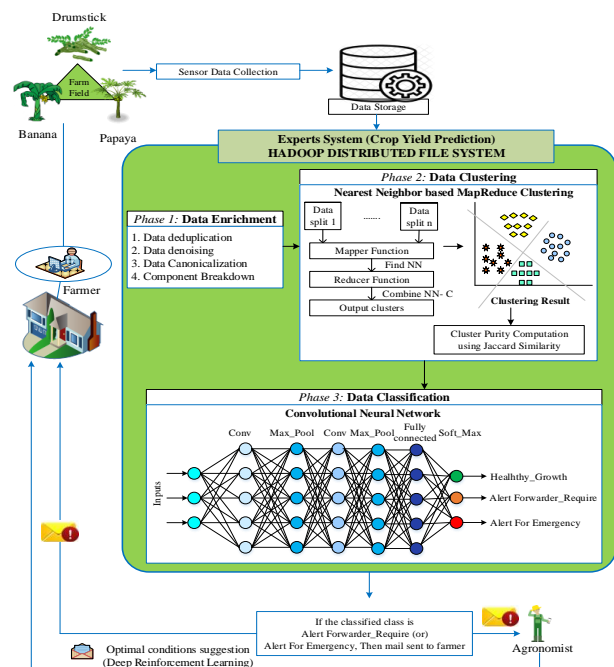 Drumstick
Farm
Field
Banana
Papaya
Sensor Data Collection
Data Storage
Experts System (Crop Yield Prediction)
HADOOP DISTRIBUTED FILE SYSTEM
Phase 1: Data Enrichment
1. Data deduplication
2. Data denoising
3. Data Canonicalization
4. Component Breakdown
Phase 2: Data Clustering
Nearest Neighbor based MapReduce Clustering
Data
split 1
.......
Data
split n
Mapper Function
Find NN
Reducer Function
Combine NN- C
Output clusters
Clustering Result
Cluster Purity Computation
using Jaccard Similarity
Farmer
Phase 3: Data Classification
Convolutional Neural Network
Conv
Max_Pool
Conv
Max_Pool
Fully
connected
Soft_Max
Inputs
Healhthy_Growth
Alert Forwarder_Require
Alert For Emergency
If the classified class is
Alert Forwarder_Require (or)
Alert For Emergency, Then mail sent to farmer
Agronomist
Optimal conditions suggestion
(Deep Reinforcement Learning)